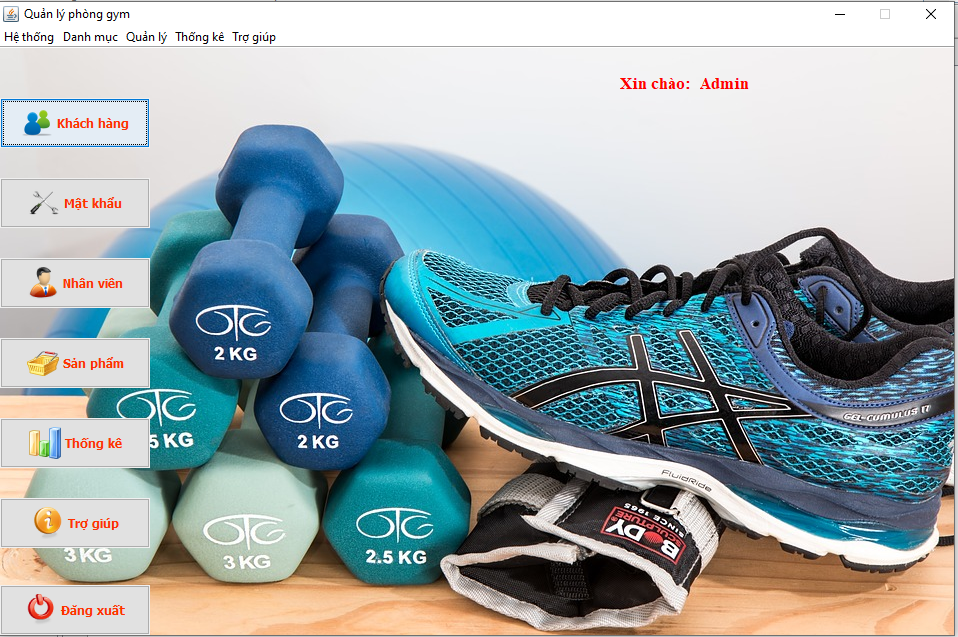 Quản lý phòng gym
Hệ thống Danh mục Quản lý Thống kê Trợ giúp
Xin chào: Admin
Khách hàng
Mật khẩu
Nhân viên
Sản phẩm
Thống kê
Trợ giúp
Đăng xuất
OTG
2 KG
OTG
5 KG
OTG
2 KG
3 KG
OTG
3 KG
OTG
2.5 KG
GEL-CUMULUS 17
FLUIDRIDE
BODY
SCULPTURE
SINCE 1965